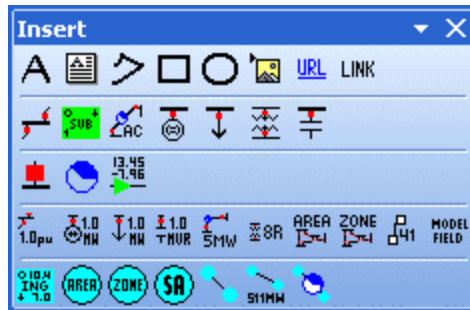 Insert
A URL LINK
SUB AC
13.45
-7.96
1.0pu 1.0 MW 1.0 MW 1.0 MVR 5MW 8R AREA ZONE 41 MODEL FIELD
ING AREA ZONE SA 511MW